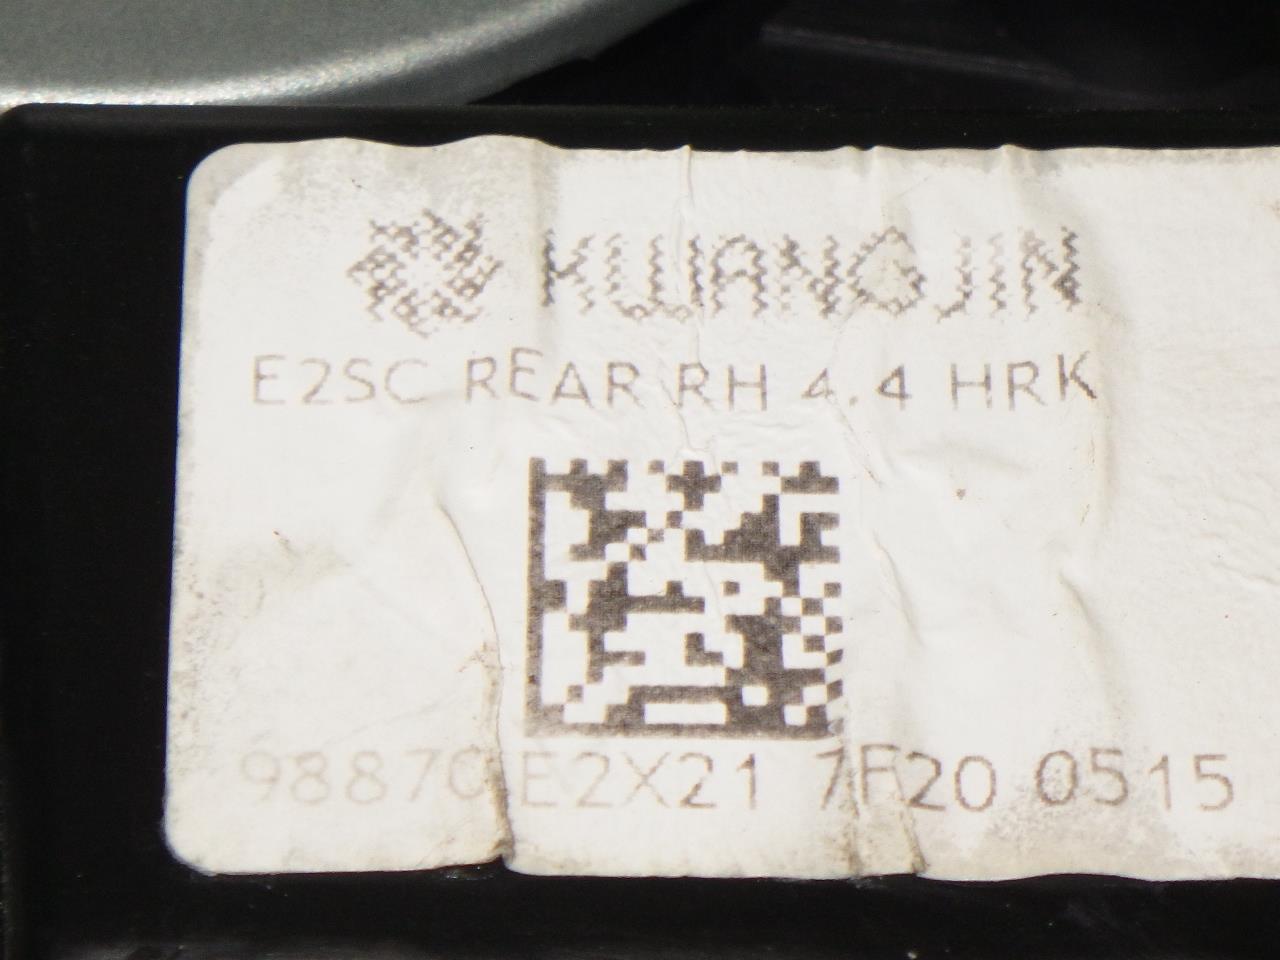 KWANGJIN
E2SC REAR RH 4.4 HRK
98870 E2X21 7F20 0515